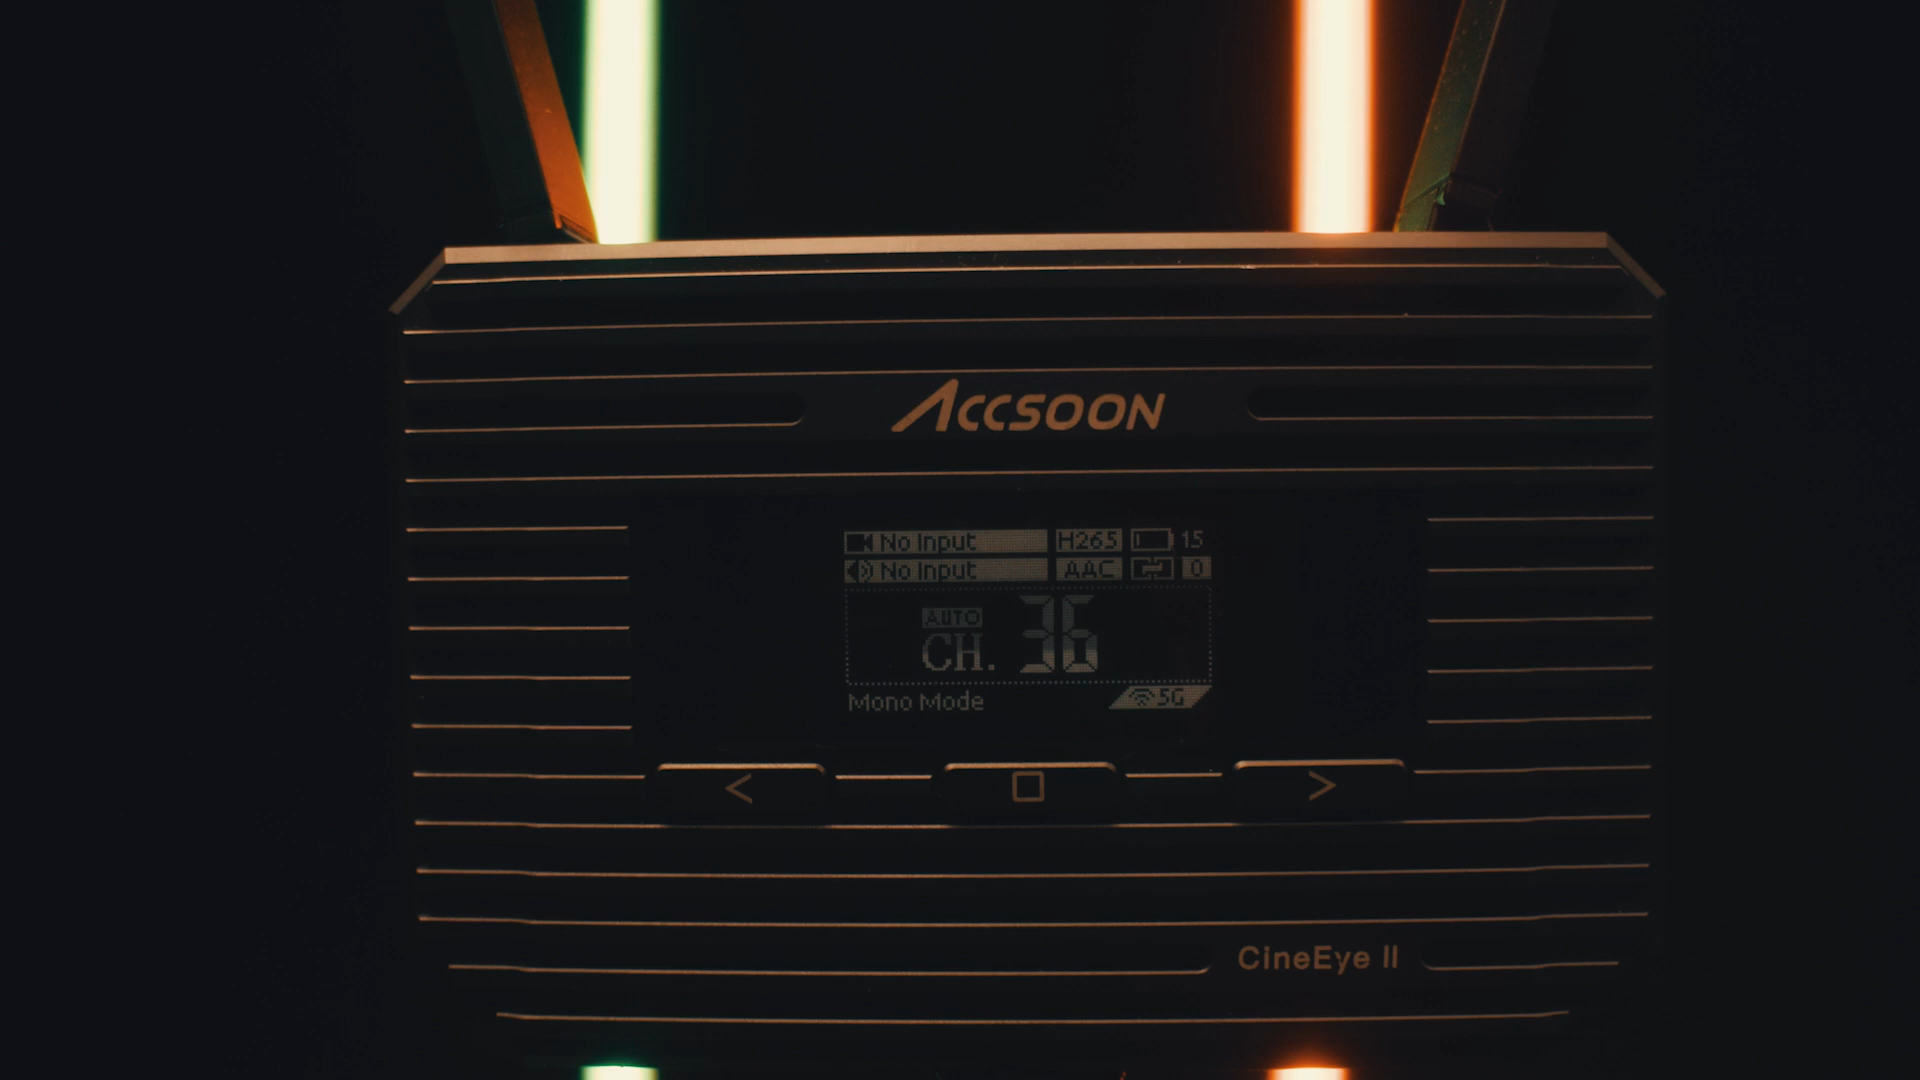 ACCSOON
No Input H265 15
No Input AAC 0
AUTO
CH. 36
Mono Mode 5G
< □ >
CineEye II